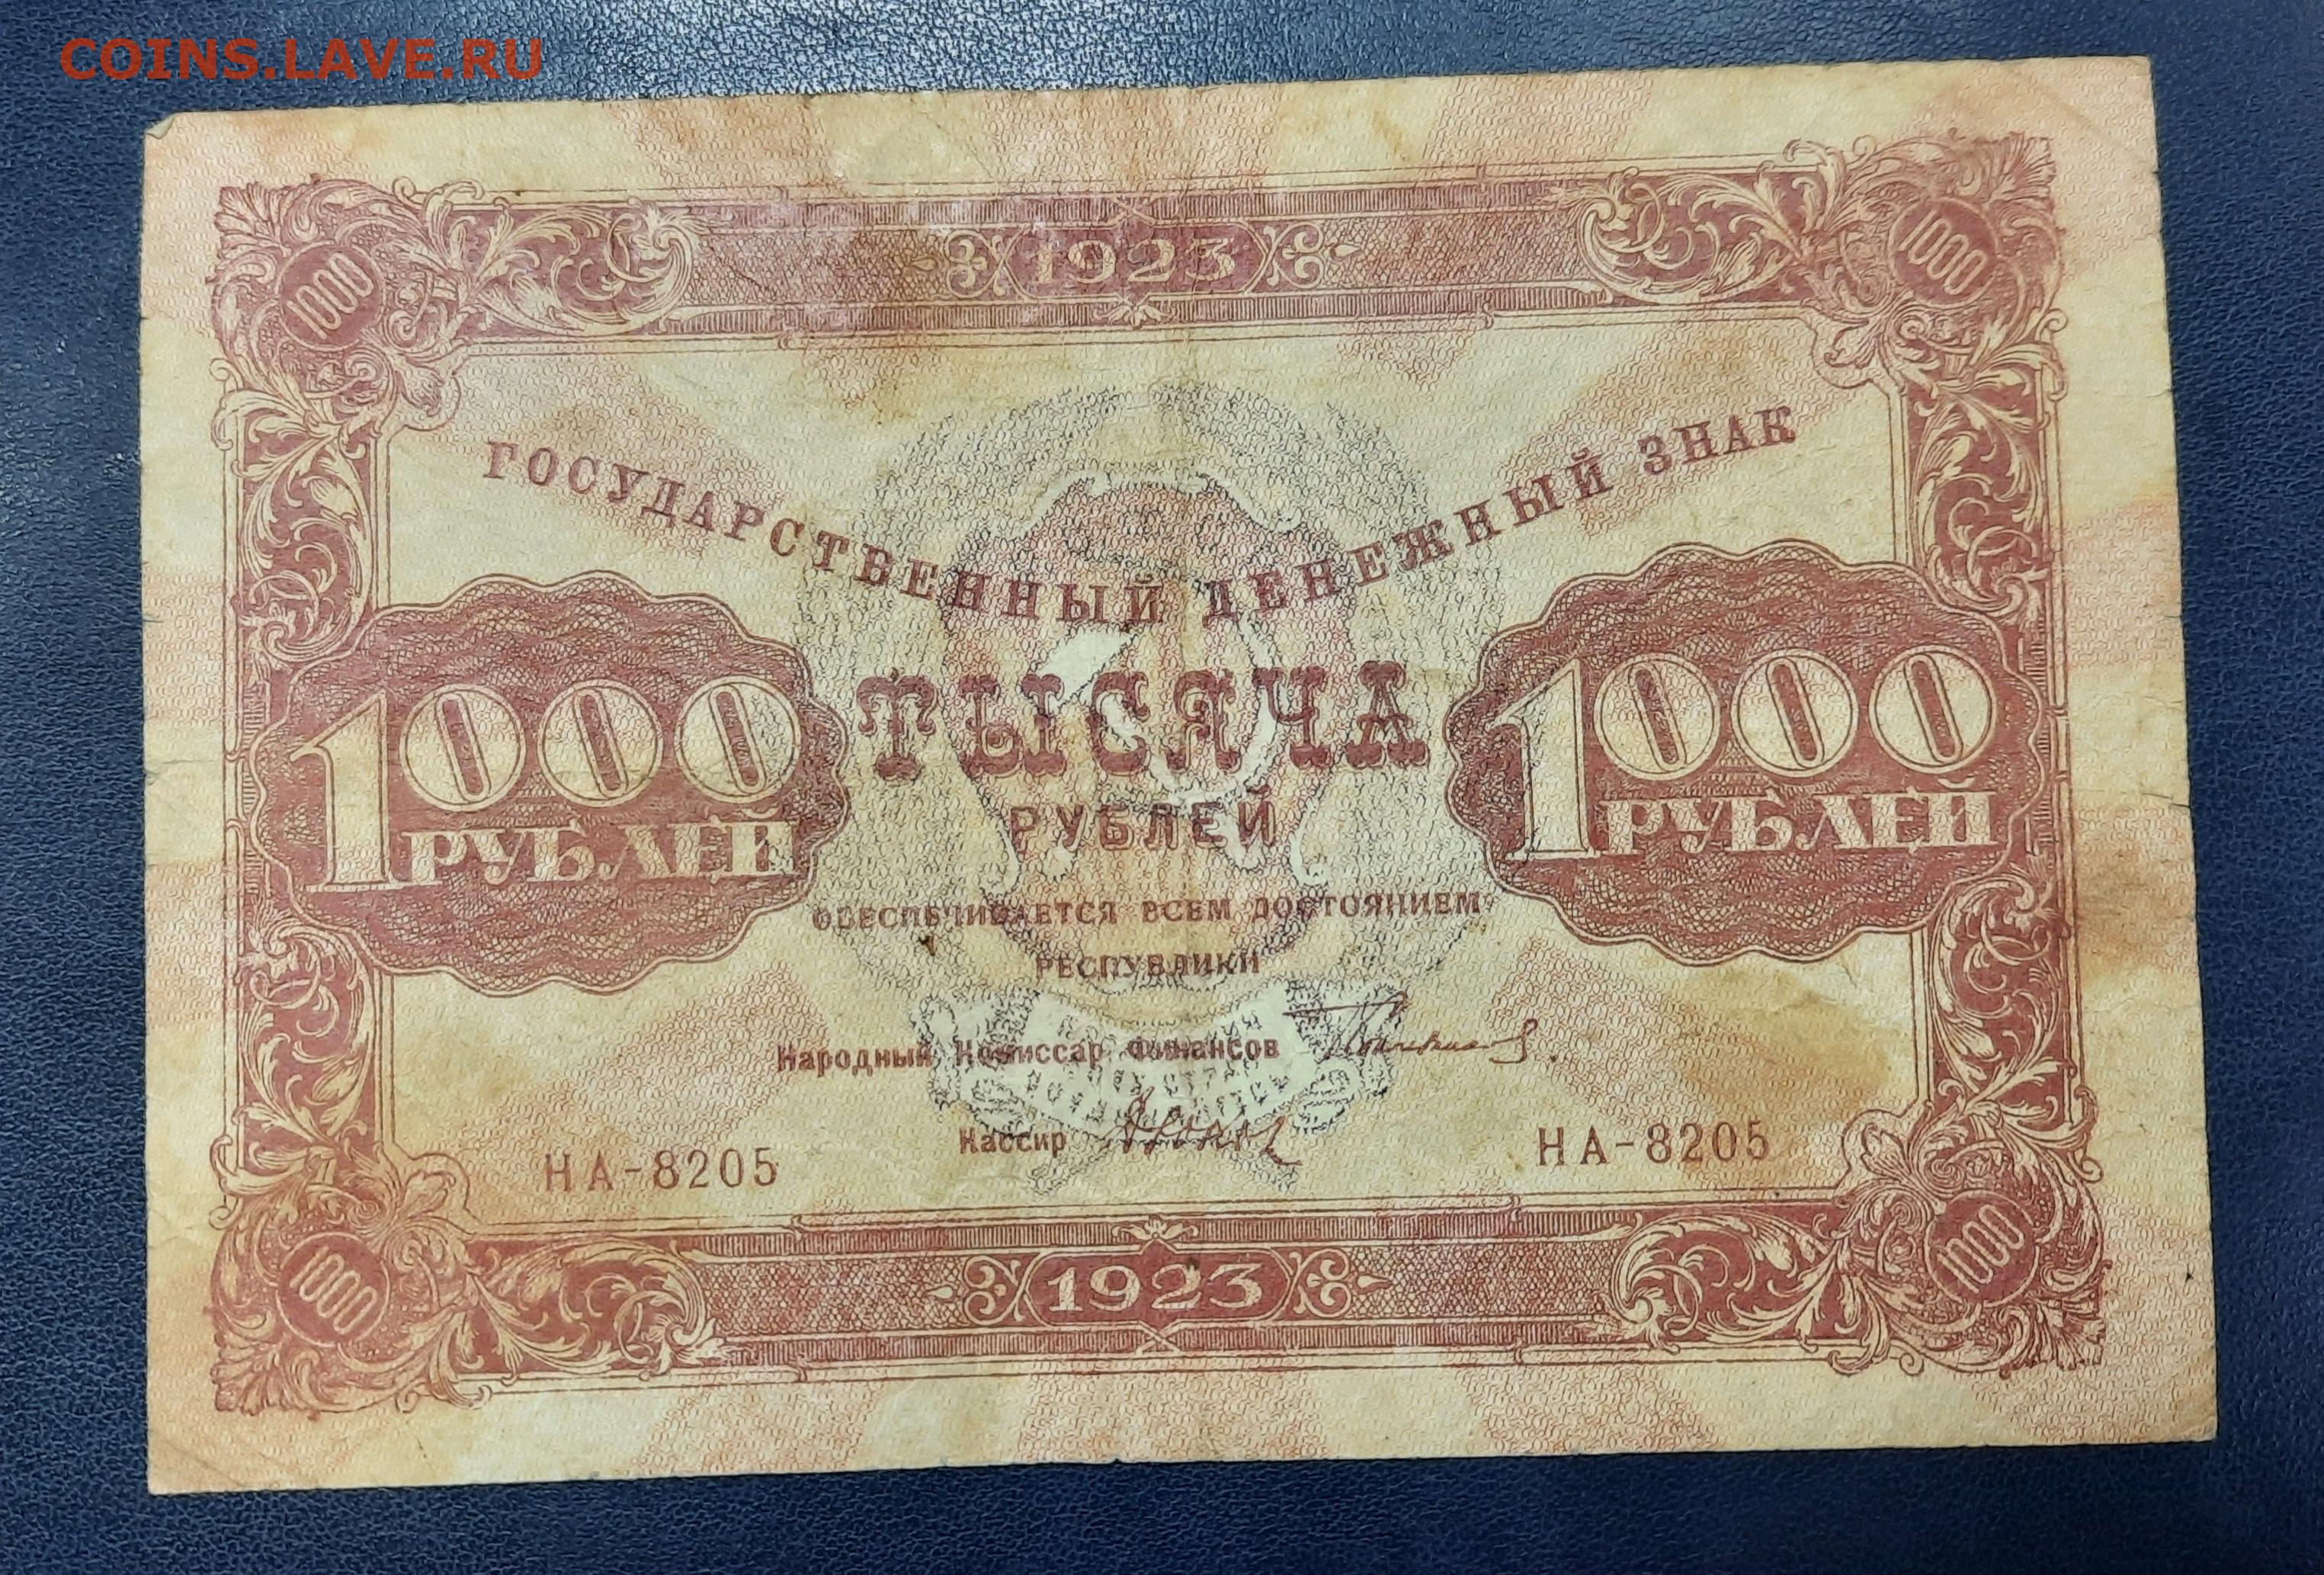 COINS.LAVE.RU
1923
1000 1000
ГОСУДАРСТВЕННЫЙ ДЕНЕЖНЫЙ ЗНАК
1000 РУБЛЕЙ
ТЫСЯЧА
РУБЛЕЙ
1000 РУБЛЕЙ
ОБЕСПЕЧИВАЕТСЯ ВСЕМ ДОСТОЯНИЕМ
РЕСПУБЛИКИ
Народный Комиссар Финансов
Кассир
НА-8205 НА-8205
1000 1000
1923